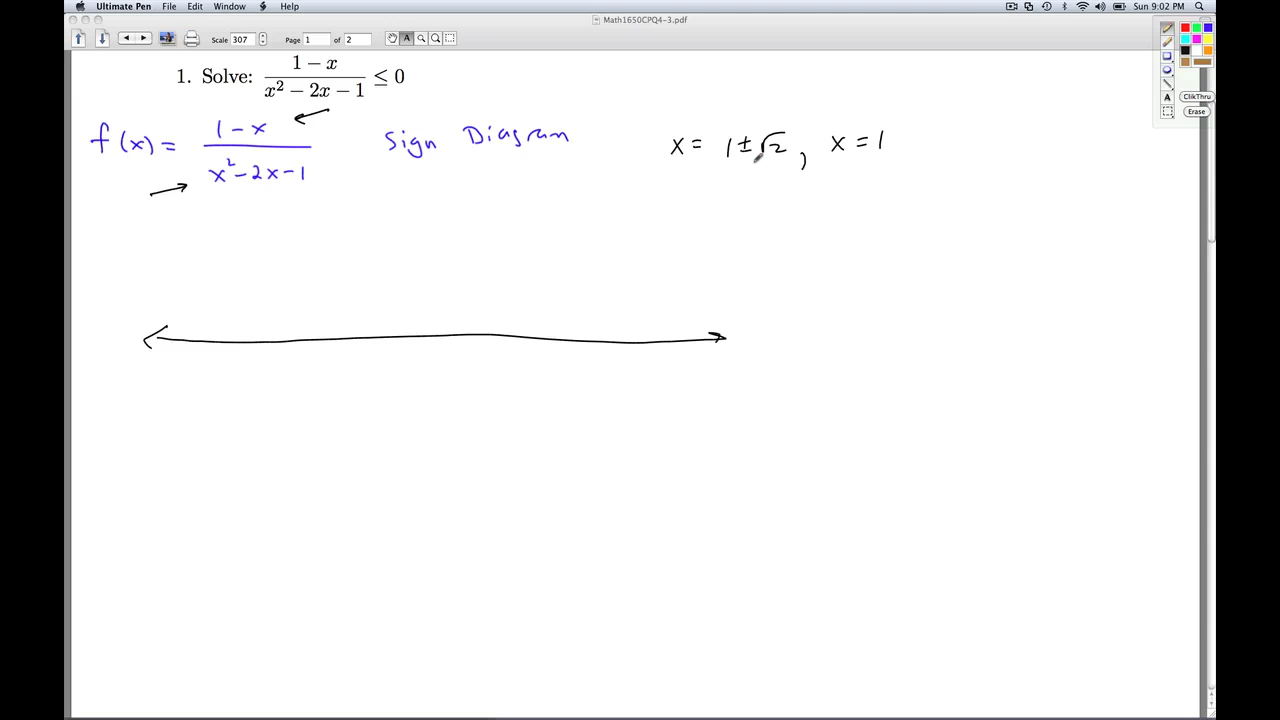 Ultimate Pen File Edit Window Help Sun 9:02 PM
Math1650CPQ4-3.pdf
Scale 307 Page 1 of 2 A
ClikThru
A
Erase
1. Solve: (1 − x)/(x² − 2x − 1) ≤ 0
f(x) = (1 − x)/(x² − 2x − 1) Sign Diagram x = 1 ± √2, x = 1